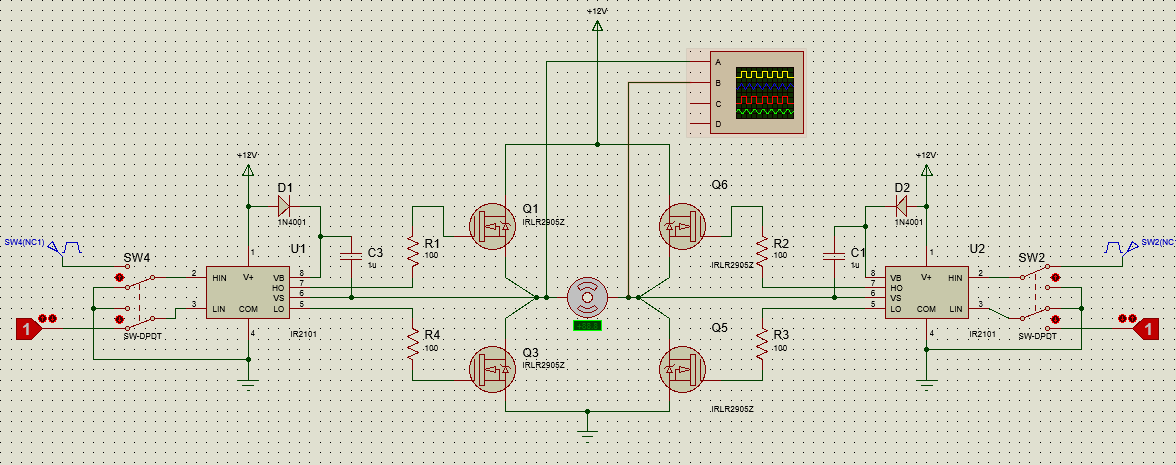 +12V
A
B
C
D
+12V
+12V
D1
1N4001
D2
1N4001
Q1
IRLR2905Z
Q6
IRLR2905Z
SW4(NC1)
SW4
SW-DPDT
1
U1
2
HIN
V+
1
VB
8
HO
7
VS
6
3
LIN
COM
LO
5
4
IR2101
C3
1u
R1
100
R4
100
Q3
IRLR2905Z
R2
100
C1
1u
R3
100
Q5
IRLR2905Z
U2
8
VB
V+
1
HIN
2
7
HO
6
VS
5
LO
COM
LIN
3
4
IR2101
SW2
SW-DPDT
SW2(NC
1